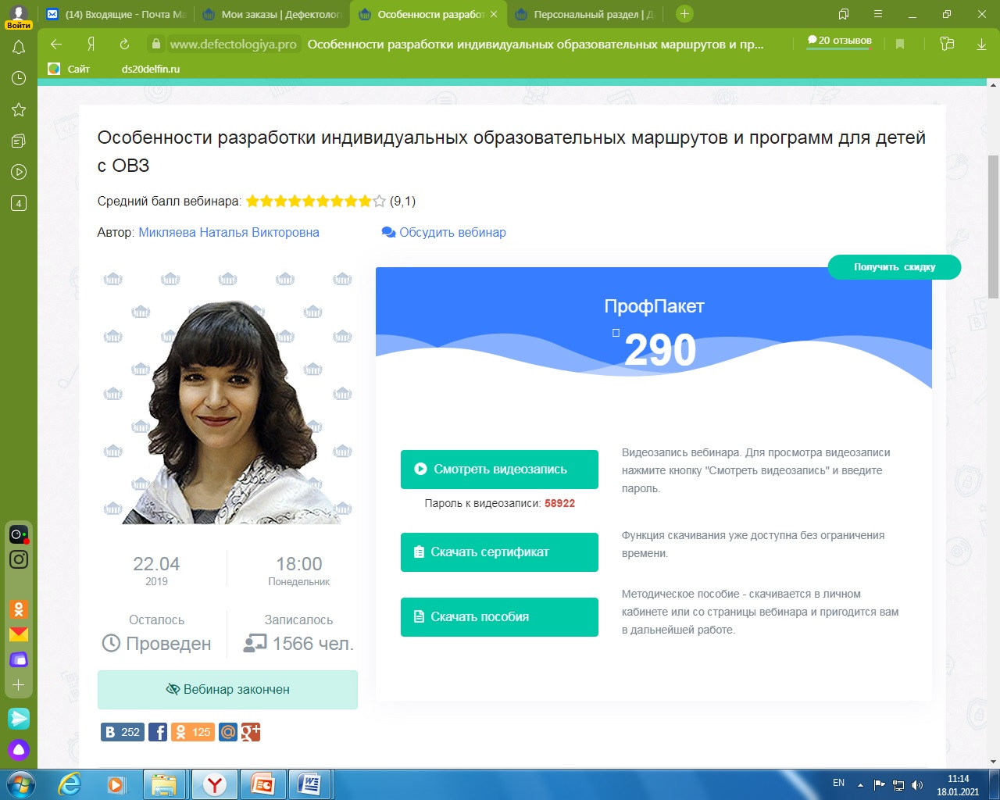 (14) Входящие - Почта Ма
Мои заказы | Дефектолог
Особенности разработ
Персональный раздел | Д
Войти
www.defectologiya.pro
Особенности разработки индивидуальных образовательных маршрутов и пр...
20 отзывов
Сайт
ds20delfin.ru
4
Особенности разработки индивидуальных образовательных маршрутов и программ для детей
с ОВЗ
Средний балл вебинара: (9,1)
Автор: Микляева Наталья Викторовна
Обсудить вебинар
Получить скидку
ПрофПакет
290
Смотреть видеозапись
Пароль к видеозаписи: 58922
Видеозапись вебинара. Для просмотра видеозаписи
нажмите кнопку "Смотреть видеозапись" и введите
пароль.
Скачать сертификат
Функция скачивания уже доступна без ограничения
времени.
Скачать пособия
Методическое пособие - скачивается в личном
кабинете или со страницы вебинара и пригодится вам
в дальнейшей работе.
22.04
2019
18:00
Понедельник
Осталось
Проведен
Записалось
1566 чел.
Вебинар закончен
B 252
f
125
@
g+
EN
11:14
18.01.2021